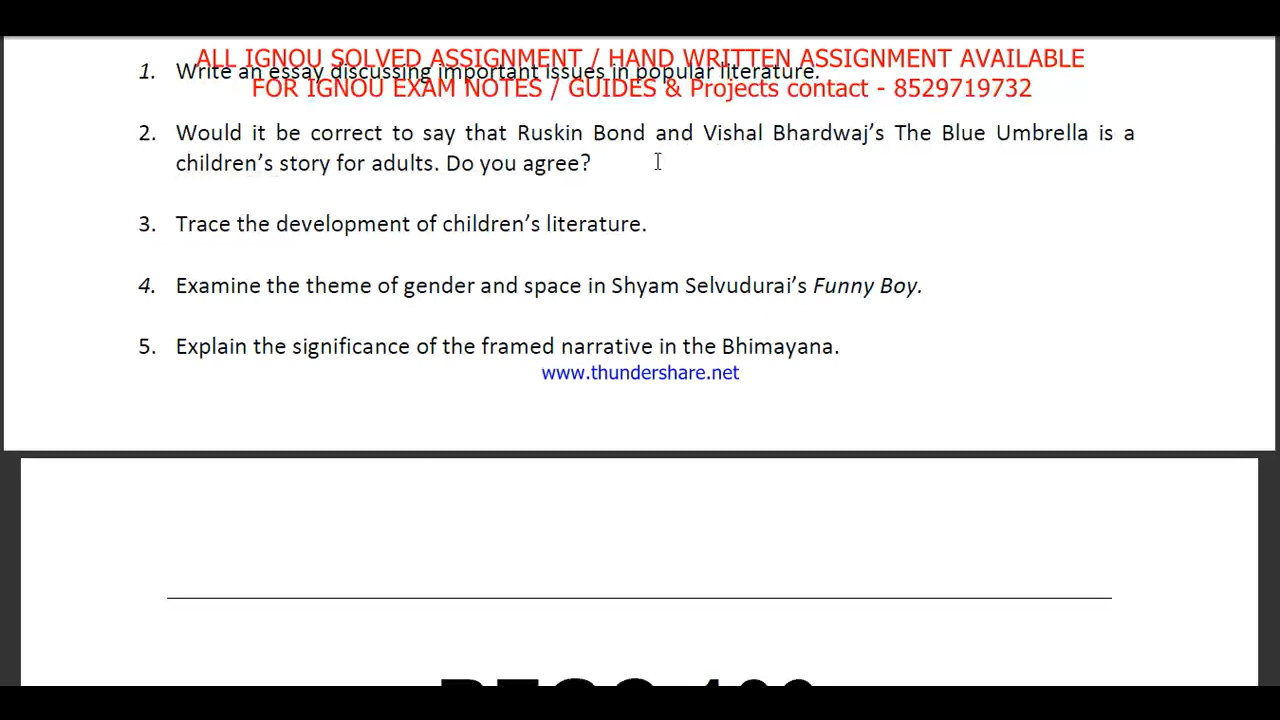 ALL IGNOU SOLVED ASSIGNMENT / HAND WRITTEN ASSIGNMENT AVAILABLE
1. Write an essay discussing important issues in popular literature.
FOR IGNOU EXAM NOTES / GUIDES & Projects contact - 8529719732
2. Would it be correct to say that Ruskin Bond and Vishal Bhardwaj's The Blue Umbrella is a
children's story for adults. Do you agree?
3. Trace the development of children's literature.
4. Examine the theme of gender and space in Shyam Selvudurai's Funny Boy.
5. Explain the significance of the framed narrative in the Bhimayana.
www.thundershare.net